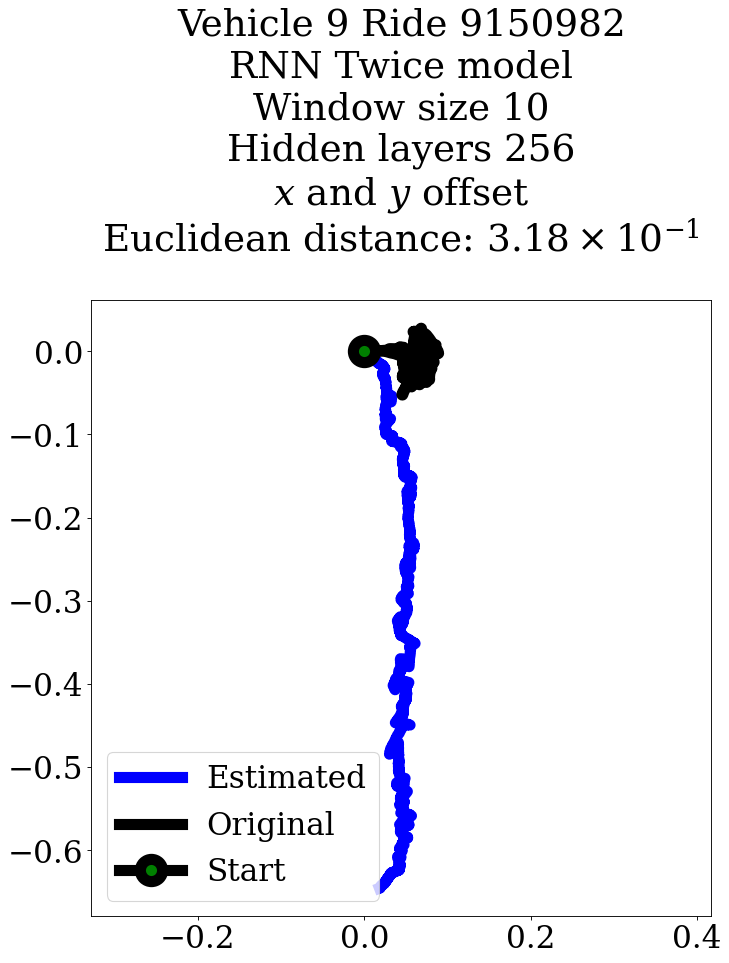 Vehicle 9 Ride 9150982
RNN Twice model
Window size 10
Hidden layers 256
x and y offset
Euclidean distance: 3.18 × 10⁻¹
0.0
−0.1
−0.2
−0.3
−0.4
−0.5
−0.6
Estimated
Original
Start
−0.2 0.0 0.2 0.4